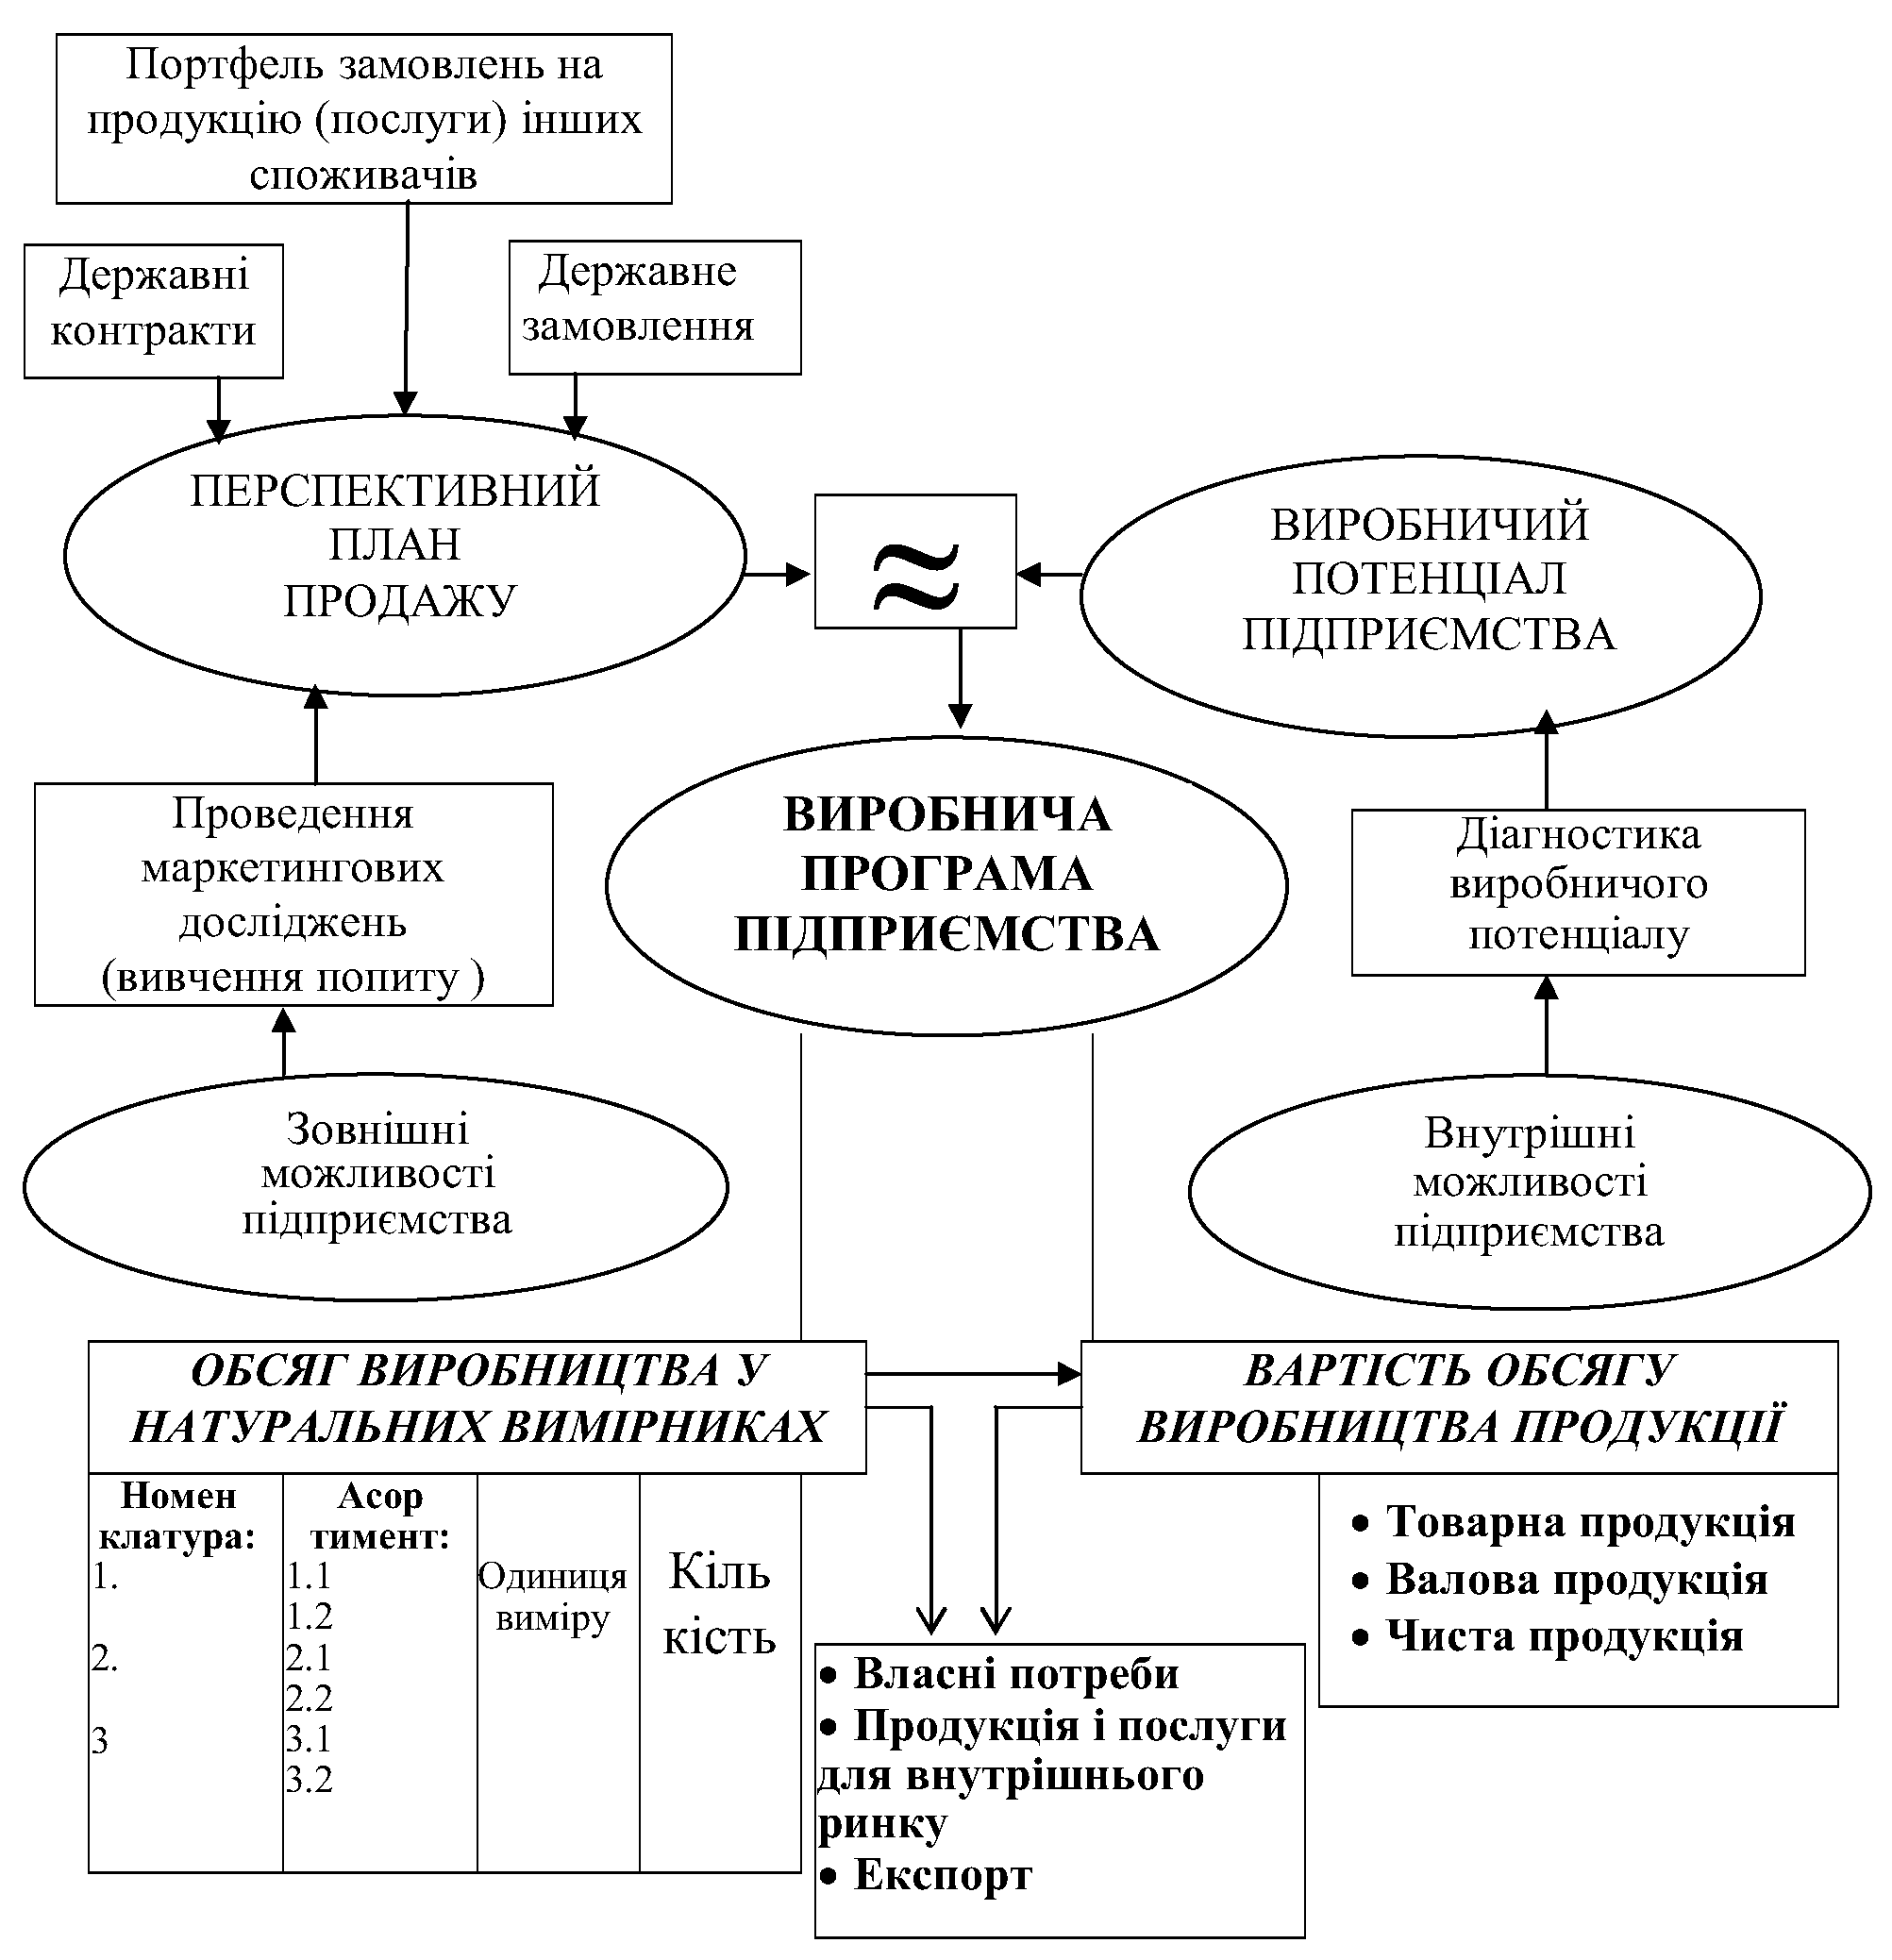 Портфель замовлень на
продукцію (послуги) інших
споживачів
Державні
контракти
Державне
замовлення
ПЕРСПЕКТИВНИЙ
ПЛАН
ПРОДАЖУ
≈
ВИРОБНИЧИЙ
ПОТЕНЦІАЛ
ПІДПРИЄМСТВА
Проведення
маркетингових
досліджень
(вивчення попиту )
ВИРОБНИЧА
ПРОГРАМА
ПІДПРИЄМСТВА
Діагностика
виробничого
потенціалу
Зовнішні
можливості
підприємства
Внутрішні
можливості
підприємства
ОБСЯГ ВИРОБНИЦТВА У
НАТУРАЛЬНИХ ВИМІРНИКАХ
ВАРТІСТЬ ОБСЯГУ
ВИРОБНИЦТВА ПРОДУКЦІЇ
Номен
клатура:
1.
2.
3
Асор
тимент:
1.1
1.2
2.1
2.2
3.1
3.2
Одиниця
виміру
Кіль
кість
• Власні потреби
• Продукція і послуги
для внутрішнього
ринку
• Експорт
• Товарна продукція
• Валова продукція
• Чиста продукція